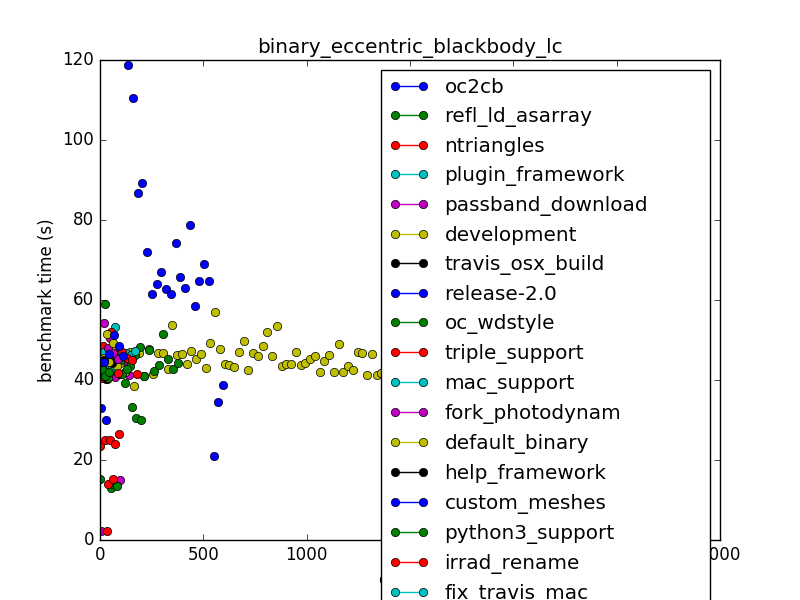 binary_eccentric_blackbody_lc
120
100
80
60
40
20
0
benchmark time (s)
0
500
1000
000
oc2cb
refl_ld_asarray
ntriangles
plugin_framework
passband_download
development
travis_osx_build
release-2.0
oc_wdstyle
triple_support
mac_support
fork_photodynam
default_binary
help_framework
custom_meshes
python3_support
irrad_rename
fix_travis_mac